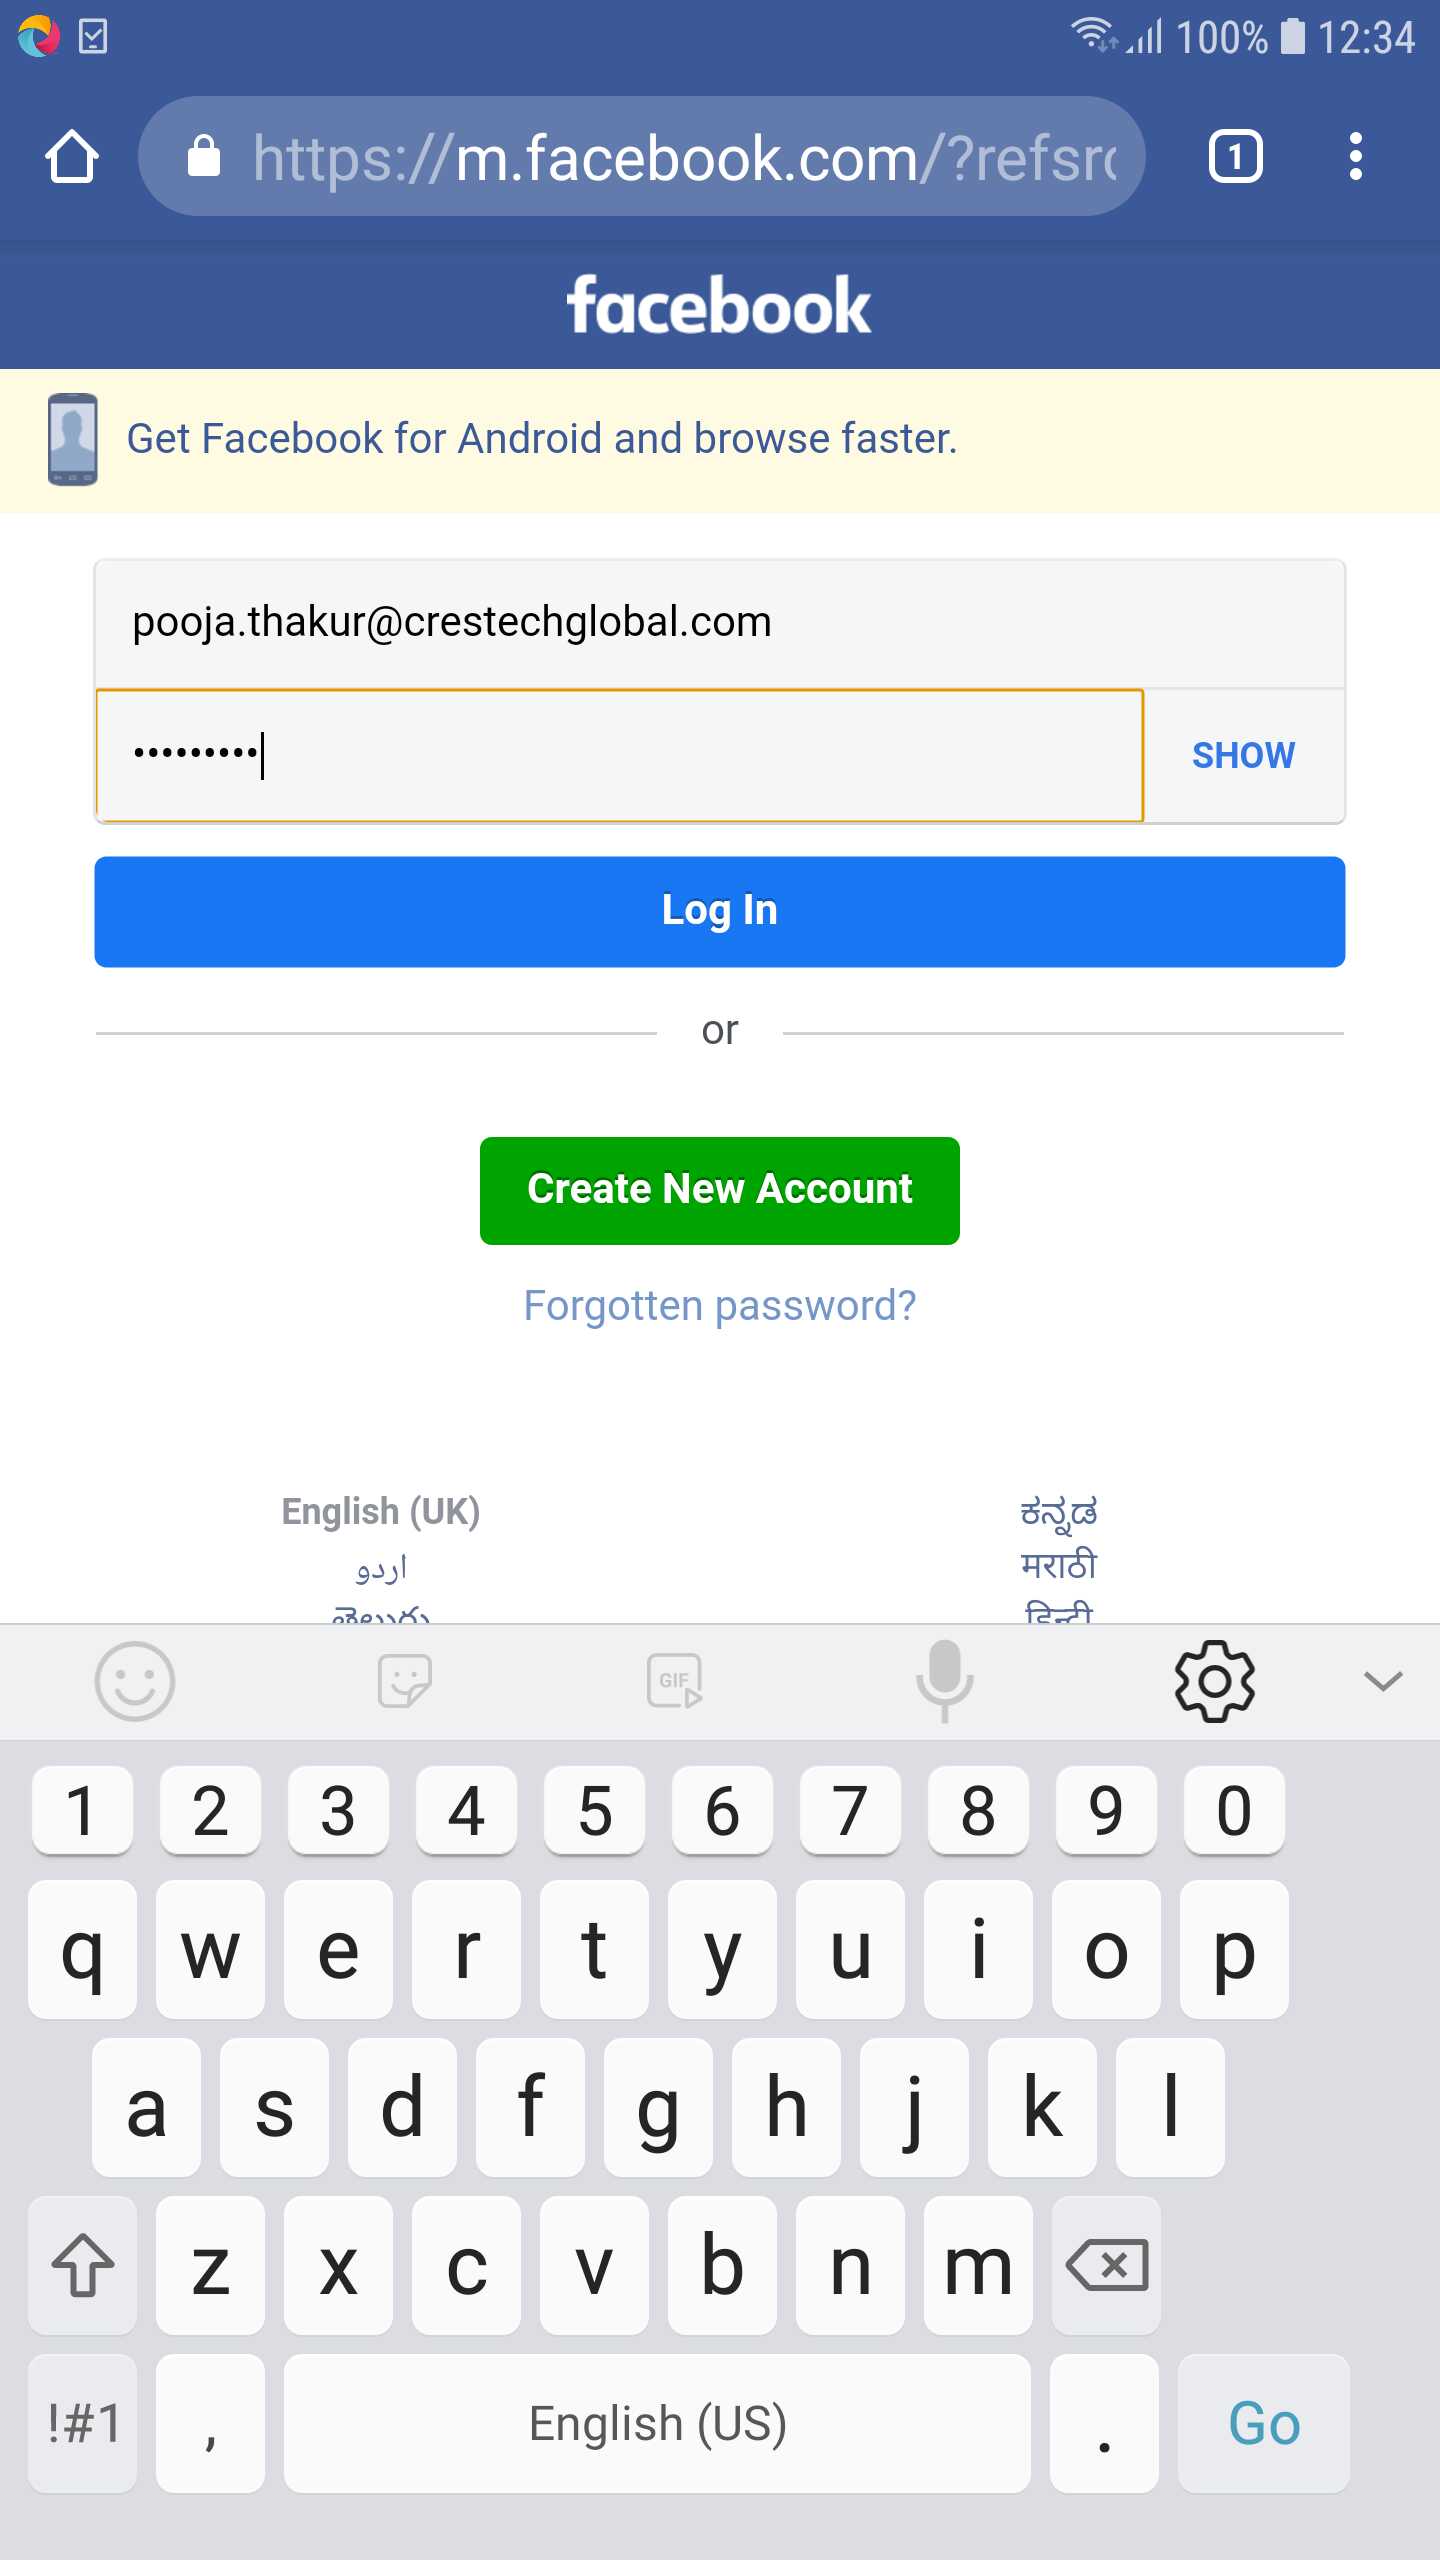 100% 12:34
https://m.facebook.com/?refsrc
1
facebook
Get Facebook for Android and browse faster.
pooja.thakur@crestechglobal.com
•••••••••
SHOW
Log In
or
Create New Account
Forgotten password?
English (UK) ಕನ್ನಡ
اردو मराठी
తెలుగు हिन्दी
GIF
1 2 3 4 5 6 7 8 9 0
q w e r t y u i o p
a s d f g h j k l
z x c v b n m
!#1 , English (US) . Go